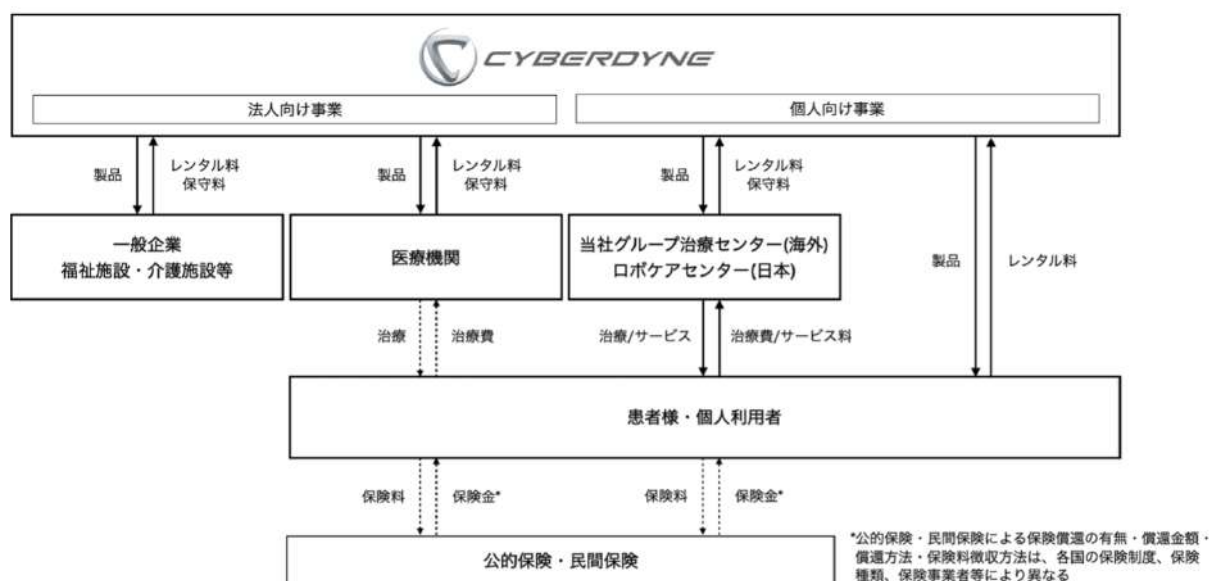 CYBERDYNE
法人向け事業
個人向け事業
製品
レンタル料
保守料
製品
レンタル料
保守料
製品
レンタル料
保守料
一般企業
福祉施設・介護施設等
医療機関
当社グループ治療センター(海外)
ロボケアセンター(日本)
製品
レンタル料
治療
治療費
治療/サービス
治療費/サービス料
患者様・個人利用者
保険料
保険金*
保険料
保険金*
公的保険・民間保険
*公的保険・民間保険による保険償還の有無・償還金額・
償還方法・保険料徴収方法は、各国の保険制度、保険
種類、保険事業者等により異なる